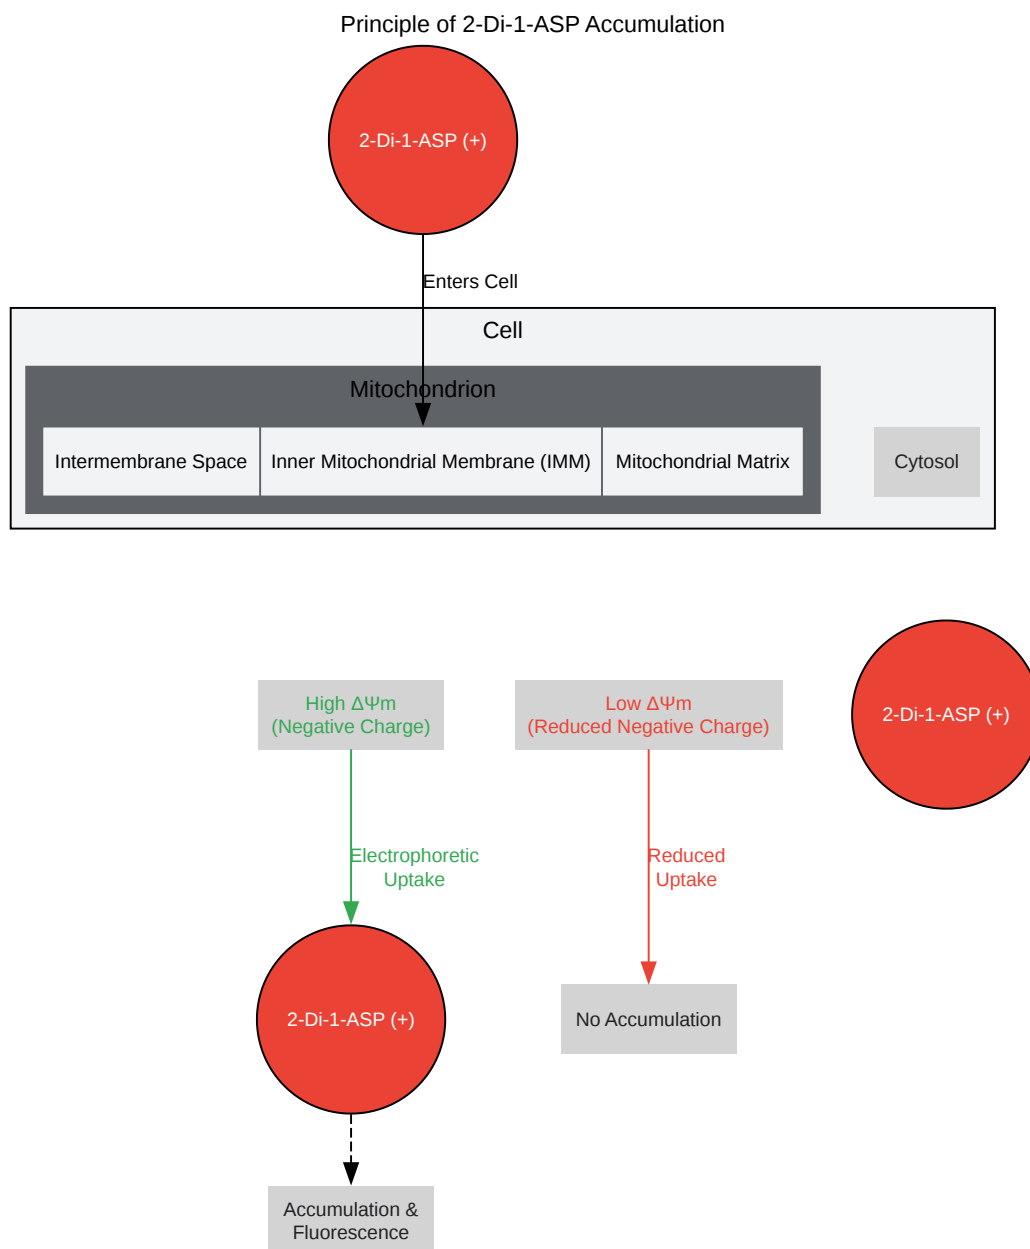 Principle of 2-Di-1-ASP Accumulation
2-Di-1-ASP (+)
Enters Cell
Cell
Mitochondrion
Intermembrane Space
Inner Mitochondrial Membrane (IMM)
Mitochondrial Matrix
Cytosol
High ΔΨm
(Negative Charge)
Low ΔΨm
(Reduced Negative Charge)
2-Di-1-ASP (+)
Electrophoretic
Uptake
Reduced
Uptake
2-Di-1-ASP (+)
No Accumulation
Accumulation &
Fluorescence